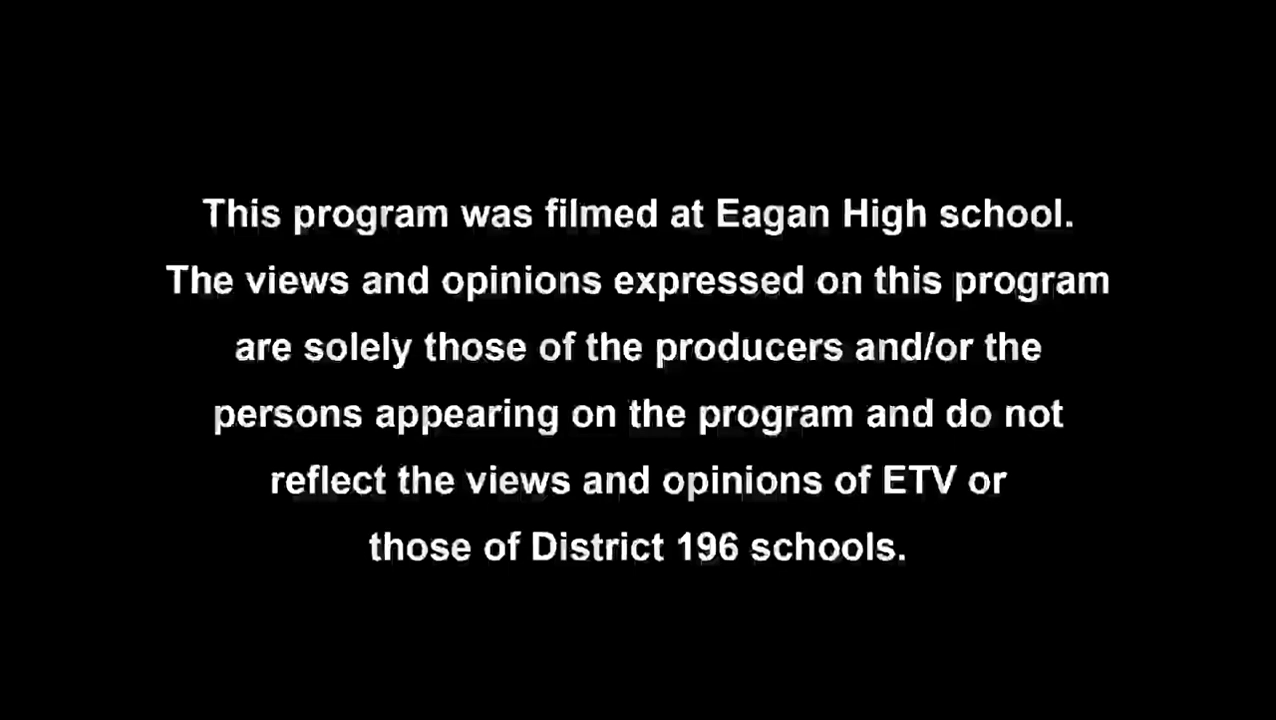 This program was filmed at Eagan High school.
The views and opinions expressed on this program
are solely those of the producers and/or the
persons appearing on the program and do not
reflect the views and opinions of ETV or
those of District 196 schools.